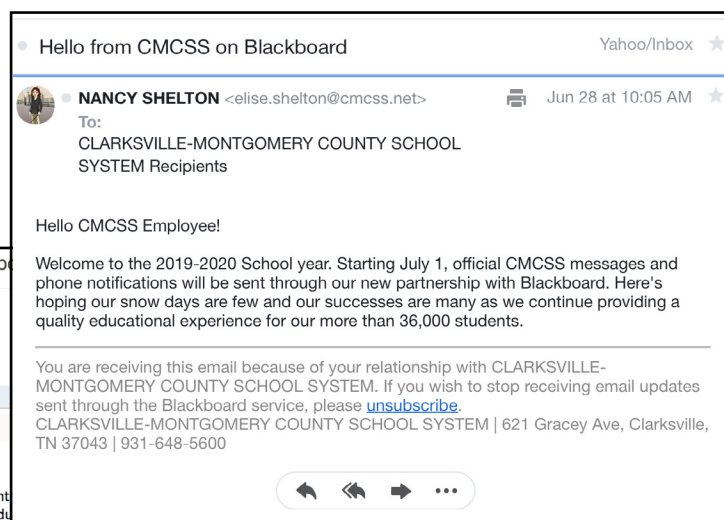 Hello from CMCSS on Blackboard
Yahoo/Inbox
NANCY SHELTON <elise.shelton@cmcss.net>
Jun 28 at 10:05 AM
To:
CLARKSVILLE-MONTGOMERY COUNTY SCHOOL
SYSTEM Recipients
Hello CMCSS Employee!
Welcome to the 2019-2020 School year. Starting July 1, official CMCSS messages and
phone notifications will be sent through our new partnership with Blackboard. Here's
hoping our snow days are few and our successes are many as we continue providing a
quality educational experience for our more than 36,000 students.
You are receiving this email because of your relationship with CLARKSVILLE-
MONTGOMERY COUNTY SCHOOL SYSTEM. If you wish to stop receiving email updates
sent through the Blackboard service, please unsubscribe.
CLARKSVILLE-MONTGOMERY COUNTY SCHOOL SYSTEM | 621 Gracey Ave, Clarksville,
TN 37043 | 931-648-5600